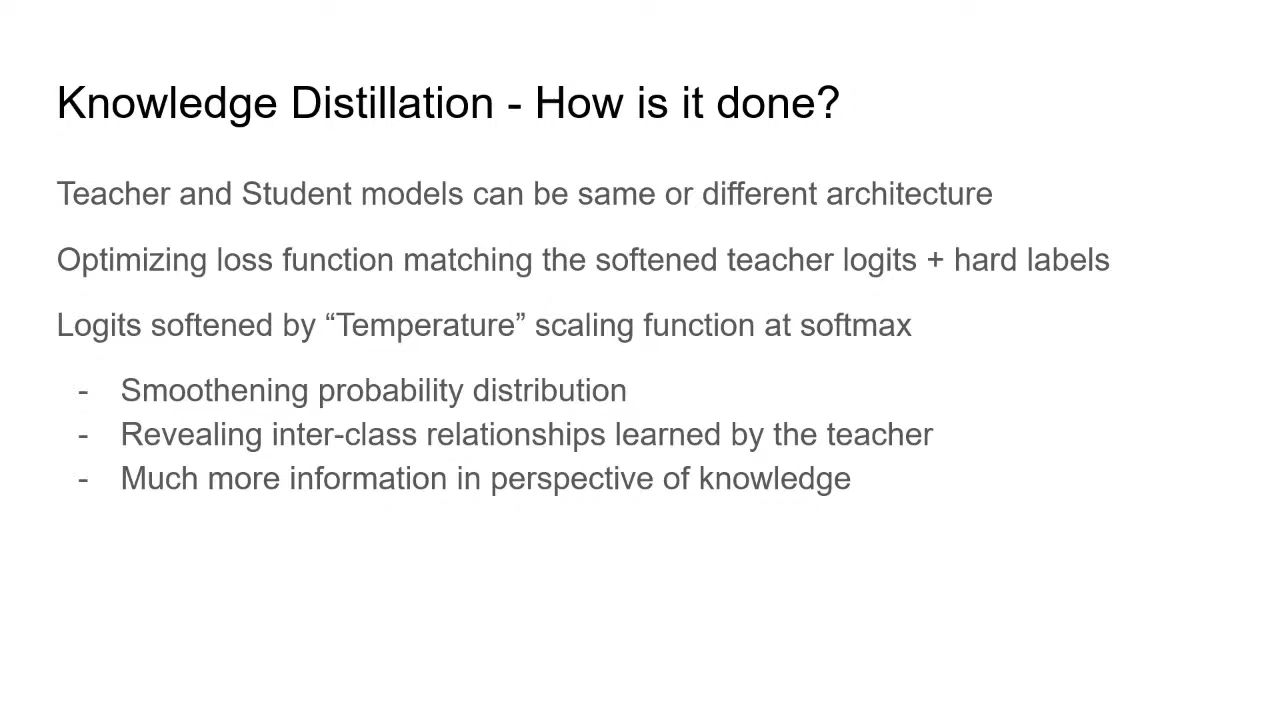 Knowledge Distillation - How is it done?
Teacher and Student models can be same or different architecture
Optimizing loss function matching the softened teacher logits + hard labels
Logits softened by “Temperature” scaling function at softmax
- Smoothening probability distribution
- Revealing inter-class relationships learned by the teacher
- Much more information in perspective of knowledge